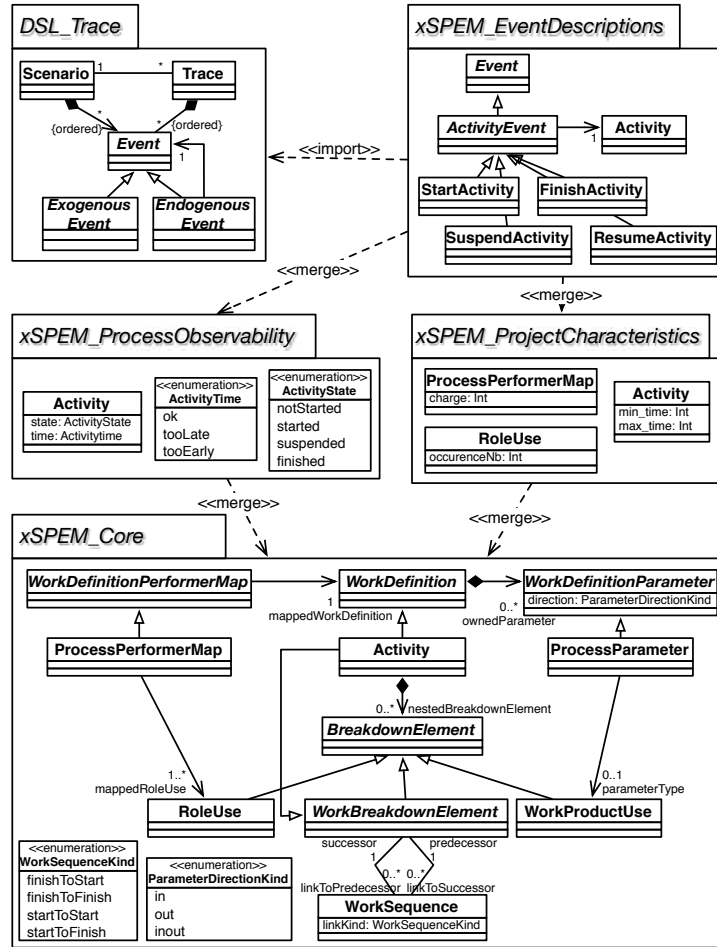 DSL_Trace
Scenario
1
*
Trace
*
{ordered}
*
{ordered}
Event
1
Exogenous
Event
Endogenous
Event
xSPEM_EventDescriptions
Event
ActivityEvent
1
Activity
StartActivity
FinishActivity
SuspendActivity
ResumeActivity
<<import>>
<<merge>>
<<merge>>
xSPEM_ProcessObservability
Activity
state: ActivityState
time: Activitytime
<<enumeration>>
ActivityTime
ok
tooLate
tooEarly
<<enumeration>>
ActivityState
notStarted
started
suspended
finished
xSPEM_ProjectCharacteristics
ProcessPerformerMap
charge: Int
RoleUse
occurenceNb: Int
Activity
min_time: Int
max_time: Int
<<merge>>
<<merge>>
xSPEM_Core
WorkDefinitionPerformerMap
1
mappedWorkDefinition
WorkDefinition
0..*
ownedParameter
WorkDefinitionParameter
direction: ParameterDirectionKind
ProcessPerformerMap
Activity
ProcessParameter
0..*
nestedBreakdownElement
BreakdownElement
1..*
mappedRoleUse
0..1
parameterType
RoleUse
WorkBreakdownElement
WorkProductUse
successor
predecessor
1
1
0..*
0..*
linkToPredecessor
linkToSuccessor
WorkSequence
linkKind: WorkSequenceKind
<<enumeration>>
WorkSequenceKind
finishToStart
finishToFinish
startToStart
startToFinish
<<enumeration>>
ParameterDirectionKind
in
out
inout